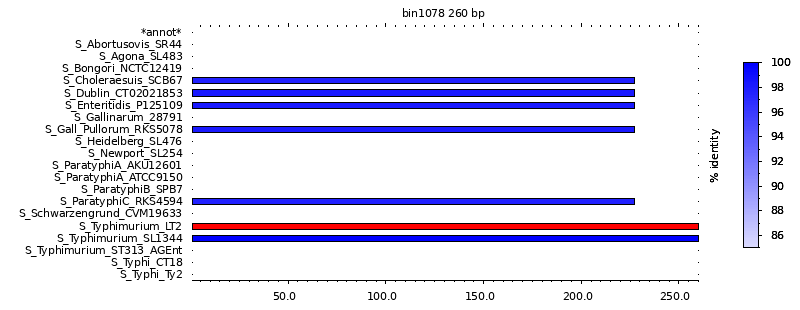 bin1078 260 bp
*annot*
S_Abortusovis_SR44
S_Agona_SL483
S_Bongori_NCTC12419
S_Choleraesuis_SCB67
S_Dublin_CT02021853
S_Enteritidis_P125109
S_Gallinarum_28791
S_Gall_Pullorum_RKS5078
S_Heidelberg_SL476
S_Newport_SL254
S_ParatyphiA_AKU12601
S_ParatyphiA_ATCC9150
S_ParatyphiB_SPB7
S_ParatyphiC_RKS4594
S_Schwarzengrund_CVM19633
S_Typhimurium_LT2
S_Typhimurium_SL1344
S_Typhimurium_ST313_AGEnt
S_Typhi_CT18
S_Typhi_Ty2
50.0 100.0 150.0 200.0 250.0
% identity
100
98
96
94
92
90
88
86